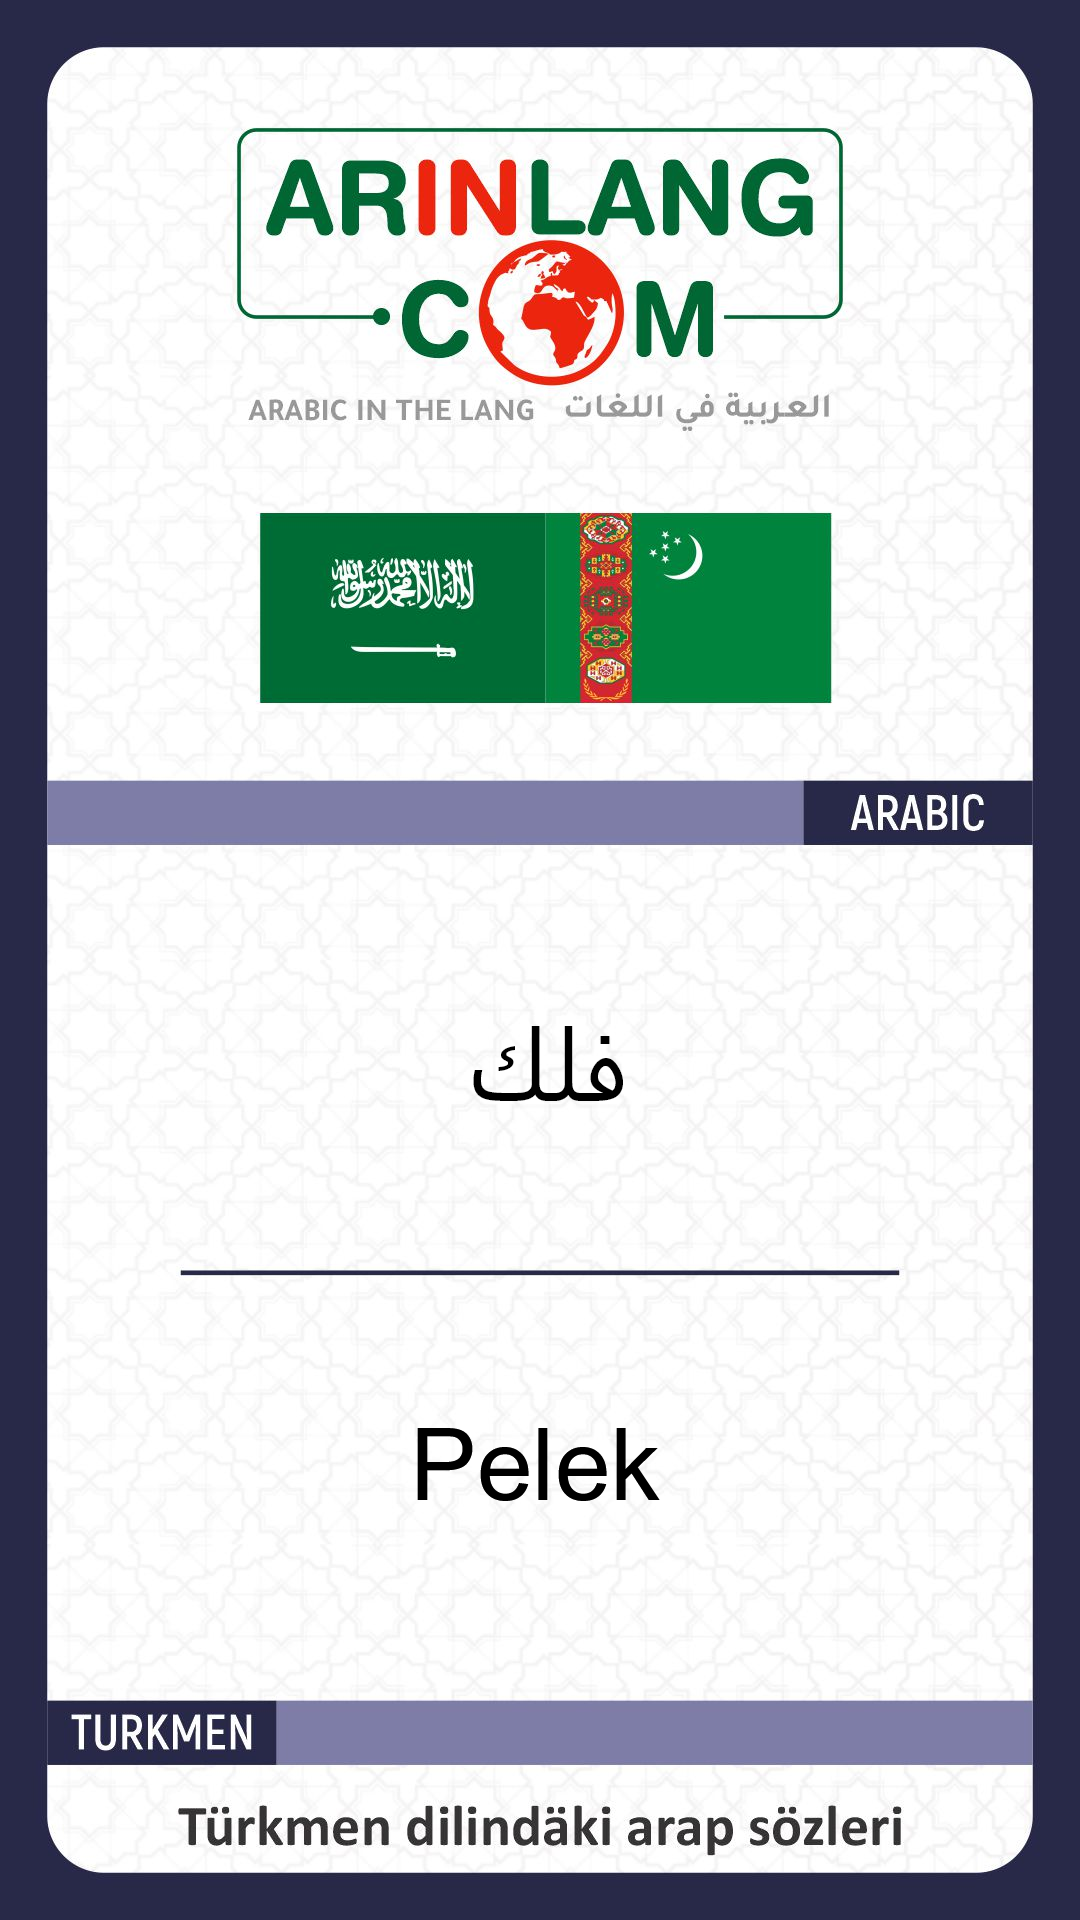 ARINLANG
.COM
ARABIC IN THE LANG العربية في اللغات
لا إله إلا الله محمد رسول الله
ARABIC
فلك
Pelek
TURKMEN
Türkmen dilindäki arap sözleri